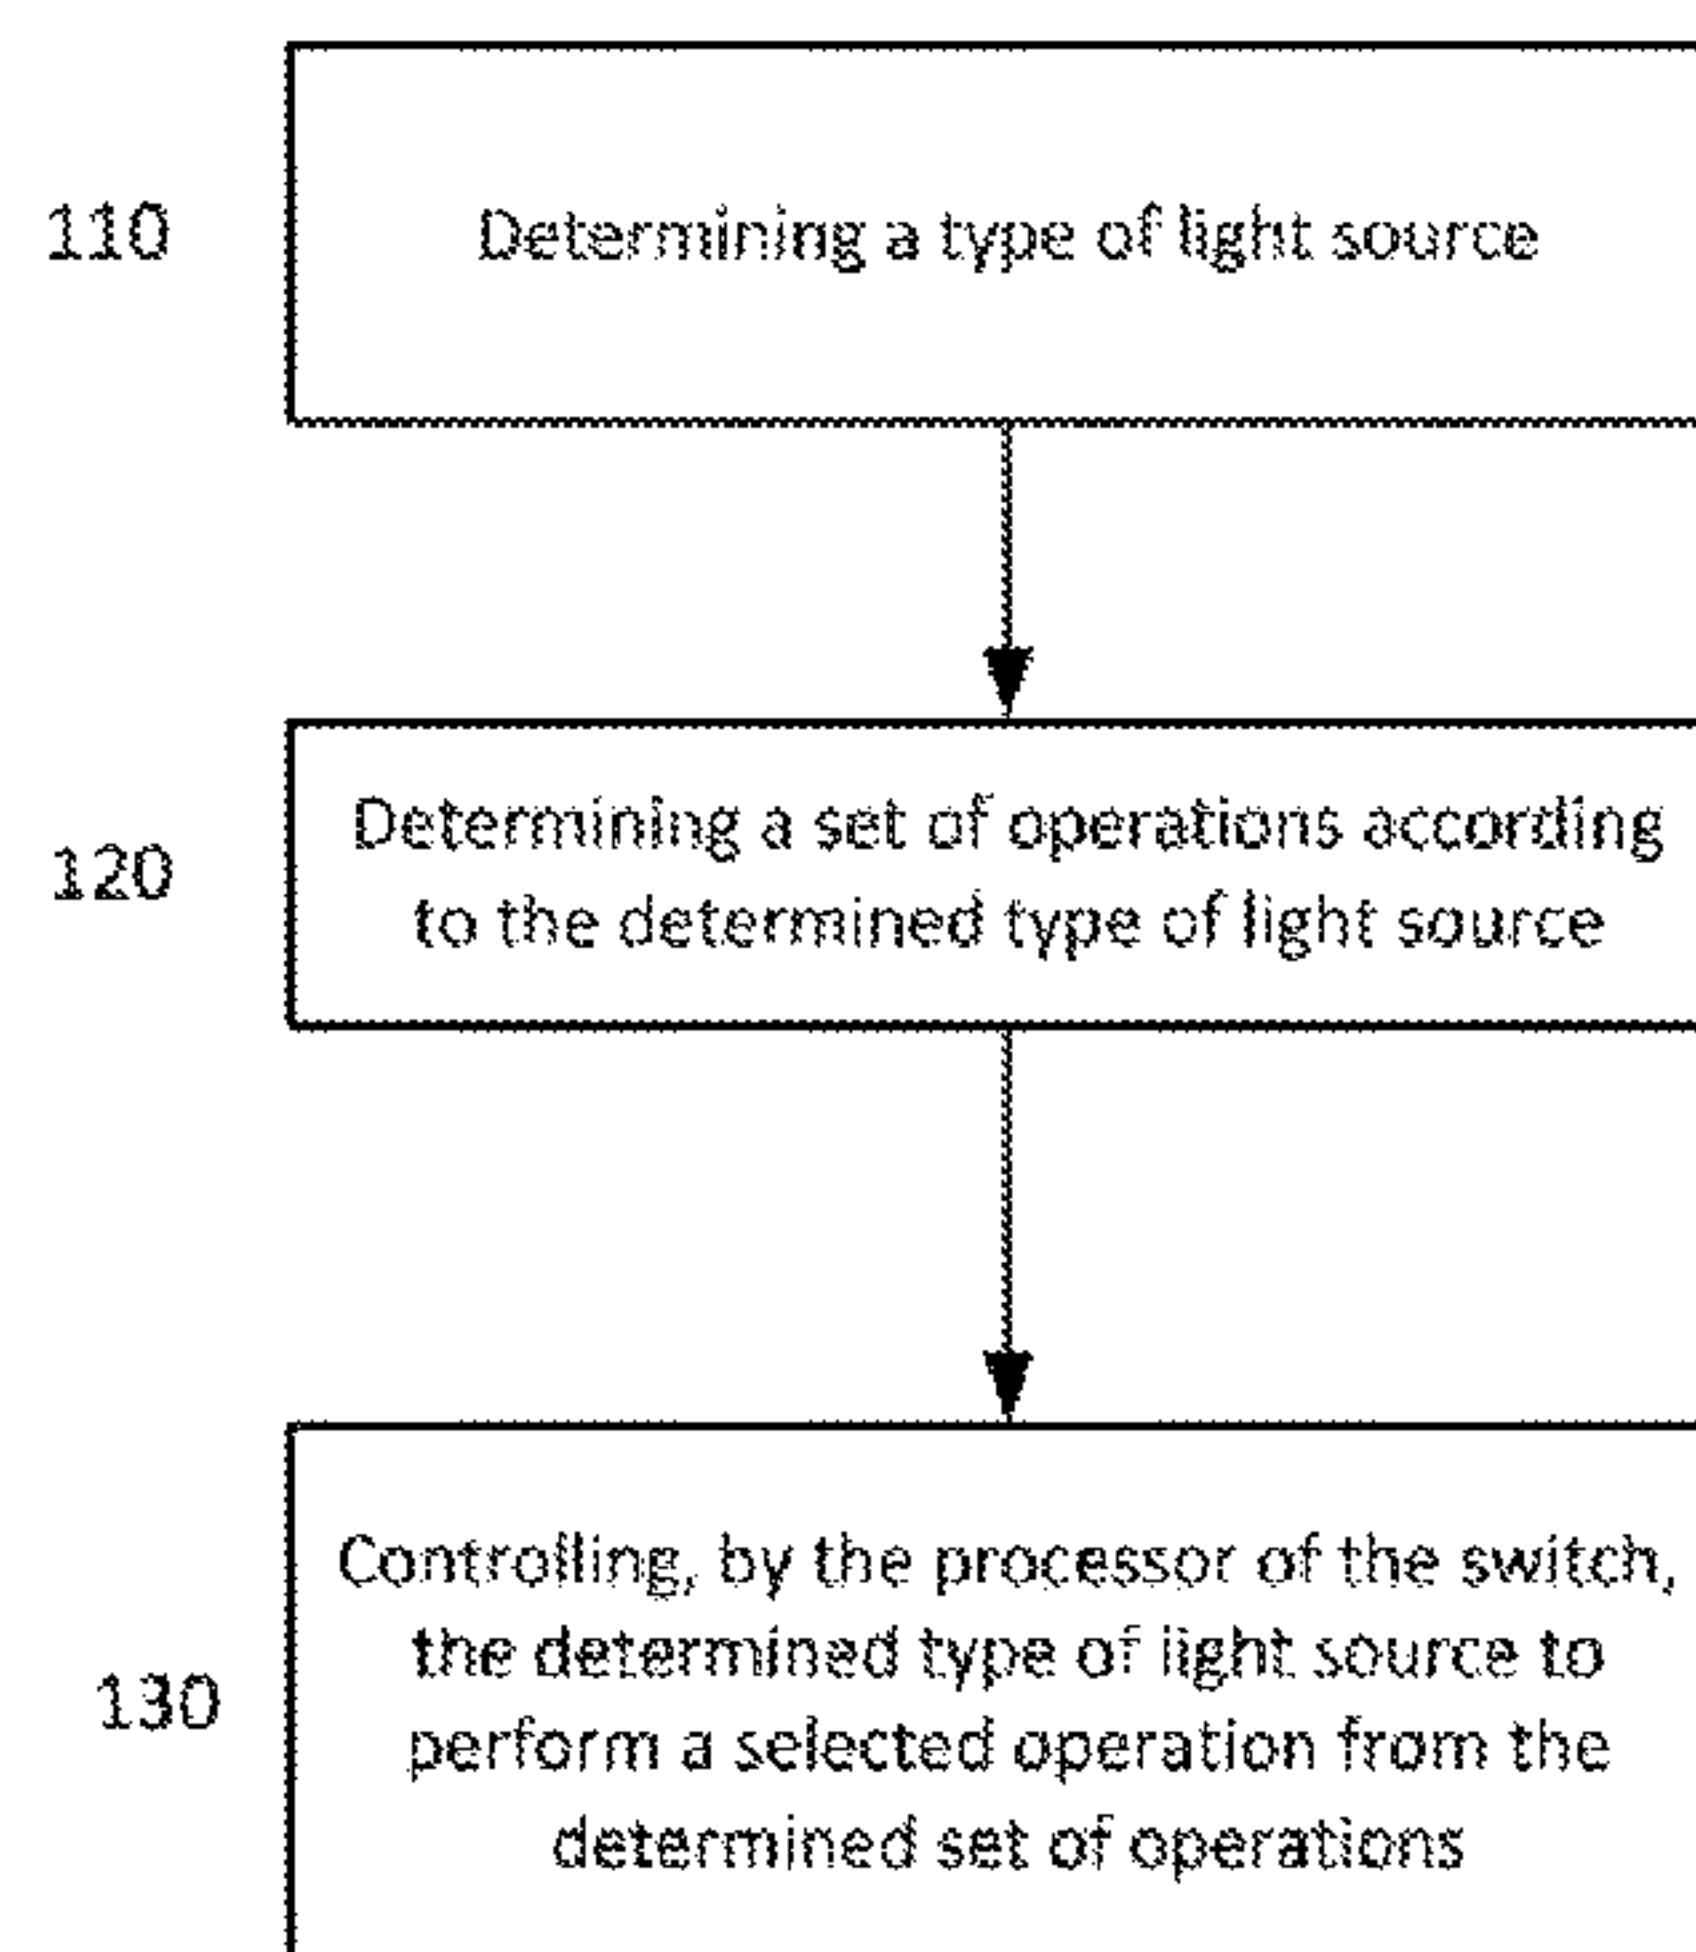 110
Determining a type of light source
120
Determining a set of operations according
to the determined type of light source
130
Controlling, by the processor of the switch,
the determined type of light source to
perform a selected operation from the
determined set of operations